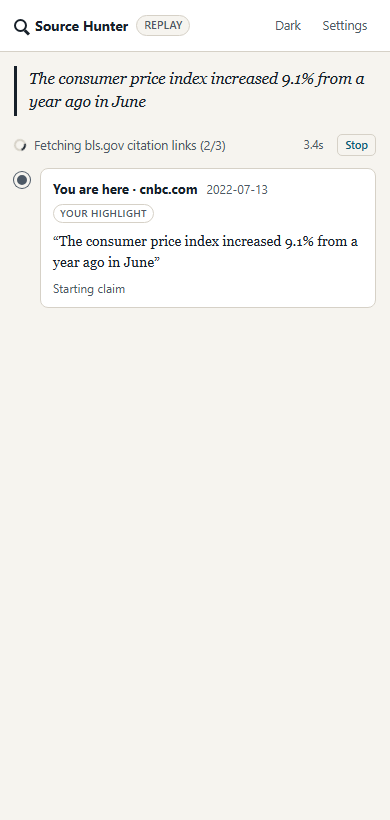 Source Hunter REPLAY Dark Settings
The consumer price index increased 9.1% from a
year ago in June
Fetching bls.gov citation links (2/3) 3.4s Stop
You are here · cnbc.com 2022-07-13
YOUR HIGHLIGHT
“The consumer price index increased 9.1% from a
year ago in June”
Starting claim